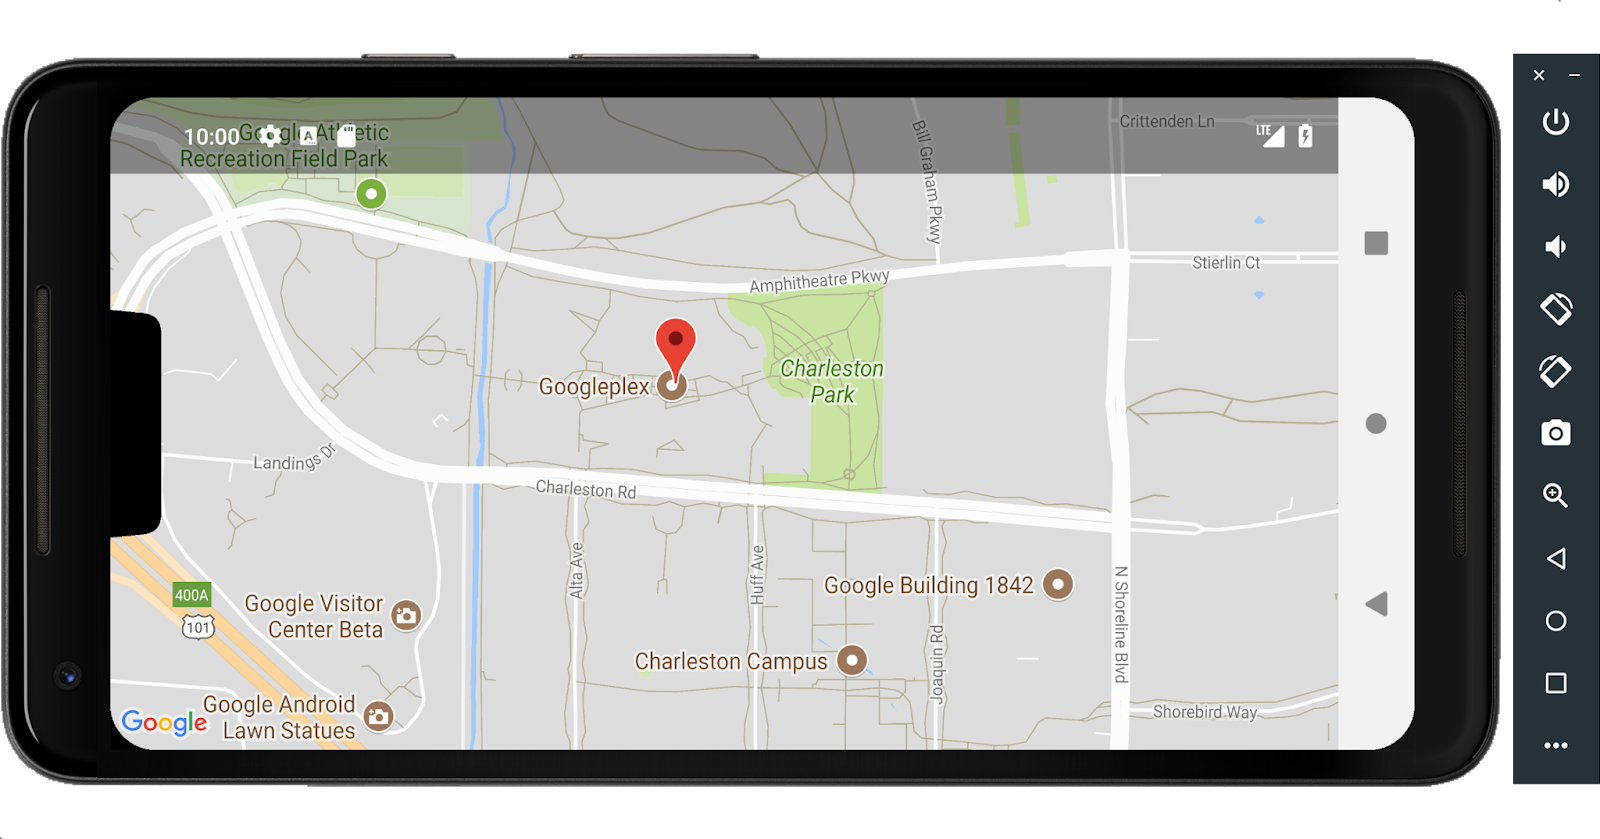 10:00
A
LTE
Google Athletic
Recreation Field Park
Crittenden Ln
Bill Graham Pkwy
Stierlin Ct
Amphitheatre Pkwy
Charleston
Park
Googleplex
Landings Dr
Charleston Rd
Alta Ave
Huff Ave
N Shoreline Blvd
Google Building 1842
400A
101
Google Visitor
Center Beta
Joaquin Rd
Charleston Campus
Google Android
Lawn Statues
Google
Shorebird Way